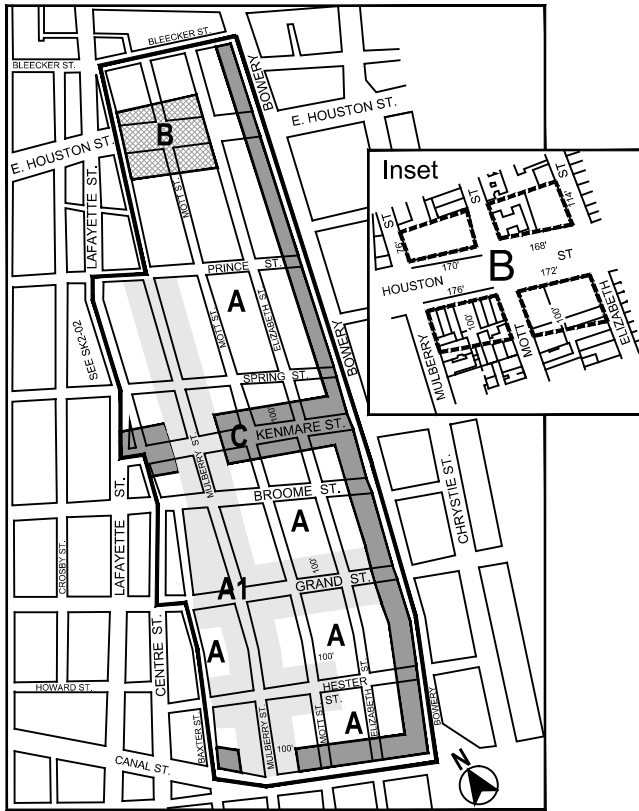 BLEECKER ST.
BLEECKER ST.
BOWERY
E. HOUSTON ST.
E. HOUSTON ST.
B
LAFAYETTE ST.
MOTT ST.
PRINCE ST.
A
MOTT ST.
ELIZABETH ST.
SEE SK2-02
BOWERY
SPRING ST.
100'
C
KENMARE ST.
MULBERRY ST.
BROOME ST.
A
CROSBY ST.
LAFAYETTE ST.
CHRYSTIE ST.
100'
A1
GRAND ST.
CENTRE ST.
A
A
100'
HESTER ST.
HOWARD ST.
BAXTER ST.
MULBERRY ST.
MOTT ST.
ELIZABETH ST.
A
BOWERY
100'
CANAL ST.
N
Inset
ST
ST
ST
76'
114'
170'
168'
B
HOUSTON ST
176'
172'
100'
100'
MULBERRY
MOTT
ELIZABETH